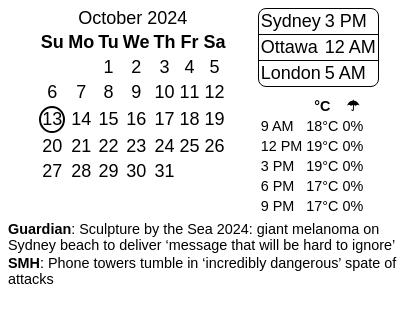 October 2024
Su Mo Tu We Th Fr Sa
1 2 3 4 5
6 7 8 9 10 11 12
13 14 15 16 17 18 19
20 21 22 23 24 25 26
27 28 29 30 31
Sydney 3 PM
Ottawa 12 AM
London 5 AM
°C ☂
9 AM 18°C 0%
12 PM 19°C 0%
3 PM 19°C 0%
6 PM 17°C 0%
9 PM 17°C 0%
Guardian: Sculpture by the Sea 2024: giant melanoma on
Sydney beach to deliver ‘message that will be hard to ignore’
SMH: Phone towers tumble in ‘incredibly dangerous’ spate of
attacks